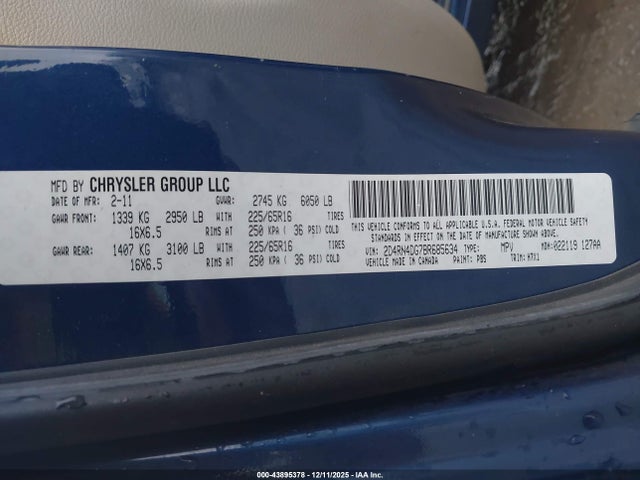 MFD BY CHRYSLER GROUP LLC
DATE OF MFR: 2-11 GVWR: 2745 KG 6050 LB
GAWR FRONT: 1339 KG 2950 LB WITH 225/65R16 TIRES
16X6.5 RIMS AT 250 KPA ( 36 PSI) COLD
GAWR REAR: 1407 KG 3100 LB WITH 225/65R16 TIRES
16X6.5 RIMS AT 250 KPA ( 36 PSI) COLD
THIS VEHICLE CONFORMS TO ALL APPLICABLE U.S.A. FEDERAL MOTOR VEHICLE SAFETY
STANDARDS IN EFFECT ON THE DATE OF MANUFACTURE SHOWN ABOVE
VIN: 2D4RN4DG7BR685634 TYPE: MPV MDH: 022119 127AA
VEHICLE MADE IN CANADA PAINT: PBS TRIM: H7X1
000-43895378 - 12/11/2025 - IAA Inc.